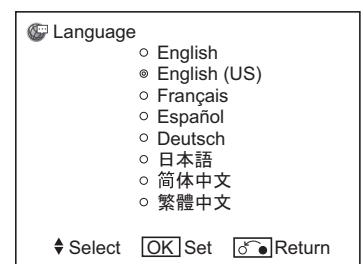 Language
English
English (US)
Français
Español
Deutsch
日本語
简体中文
繁體中文
Select OK Set Return